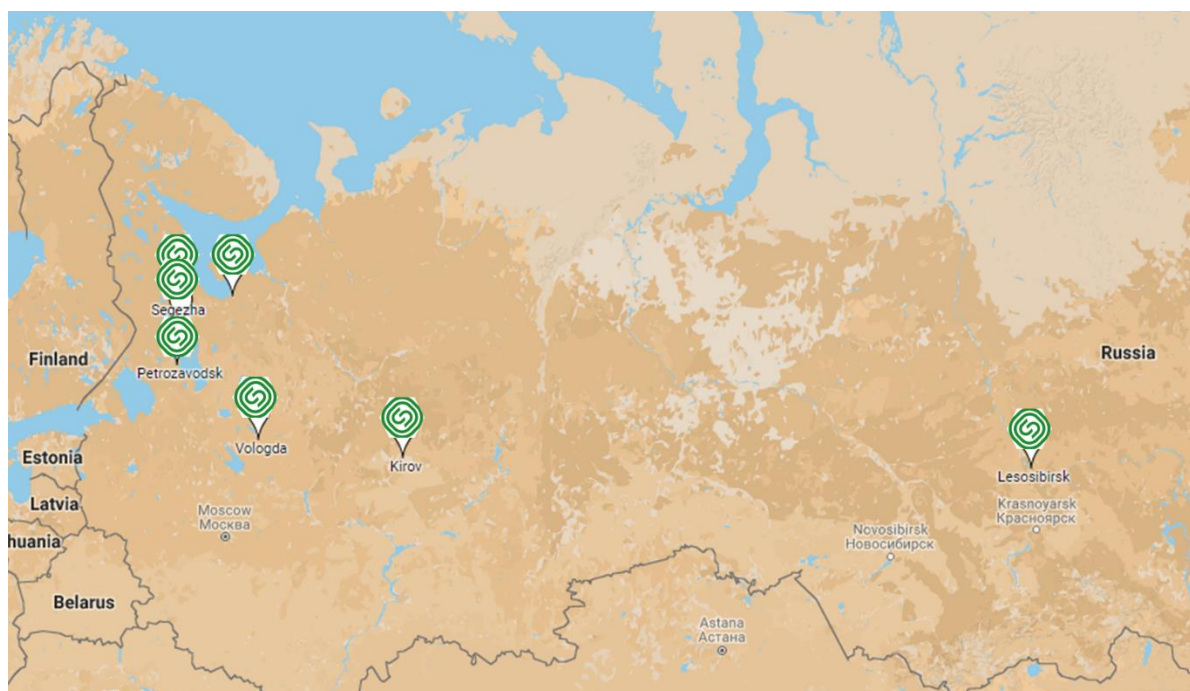 Segezha
Petrozavodsk
Finland
Russia
Vologda
Kirov
Estonia
Lesosibirsk
Latvia
Moscow
Москва
Krasnoyarsk
Красноярск
huania
Novosibirsk
Новосибирск
Belarus
Astana
Астана